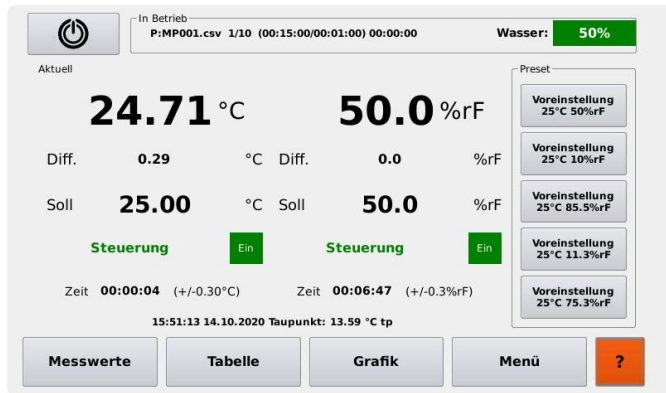 In Betrieb
P:MP001.csv 1/10 (00:15:00/00:01:00) 00:00:00
Wasser: 50%
Aktuell
24.71 °C 50.0 %rF
Diff. 0.29 °C Diff. 0.0 %rF
Soll 25.00 °C Soll 50.0 %rF
Steuerung Ein Steuerung Ein
Zeit 00:00:04 (+/-0.30°C) Zeit 00:06:47 (+/-0.3%rF)
15:51:13 14.10.2020 Taupunkt: 13.59 °C tp
Preset
Voreinstellung
25°C 50%rF
Voreinstellung
25°C 10%rF
Voreinstellung
25°C 85.5%rF
Voreinstellung
25°C 11.3%rF
Voreinstellung
25°C 75.3%rF
Messwerte Tabelle Grafik Menü ?